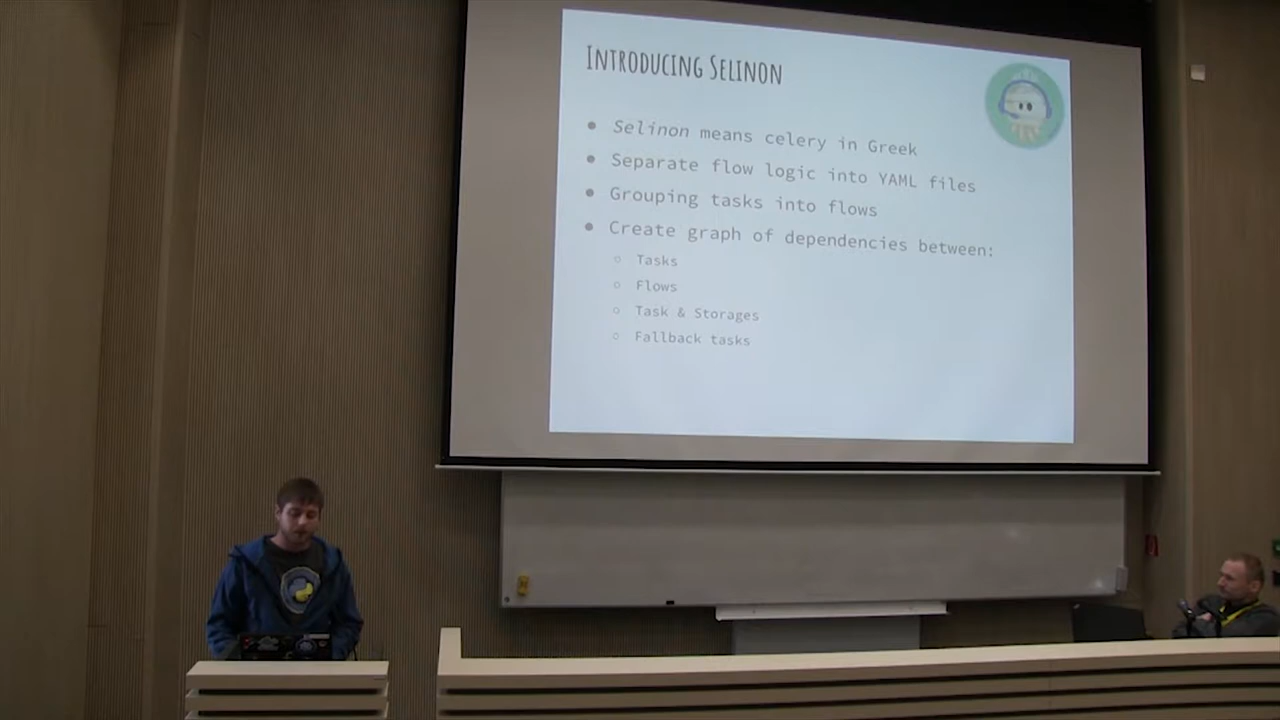 INTRODUCING SELINON
● Selinon means celery in Greek
● Separate flow logic into YAML files
● Grouping tasks into flows
● Create graph of dependencies between:
○ Tasks
○ Flows
○ Task & Storages
○ Fallback tasks